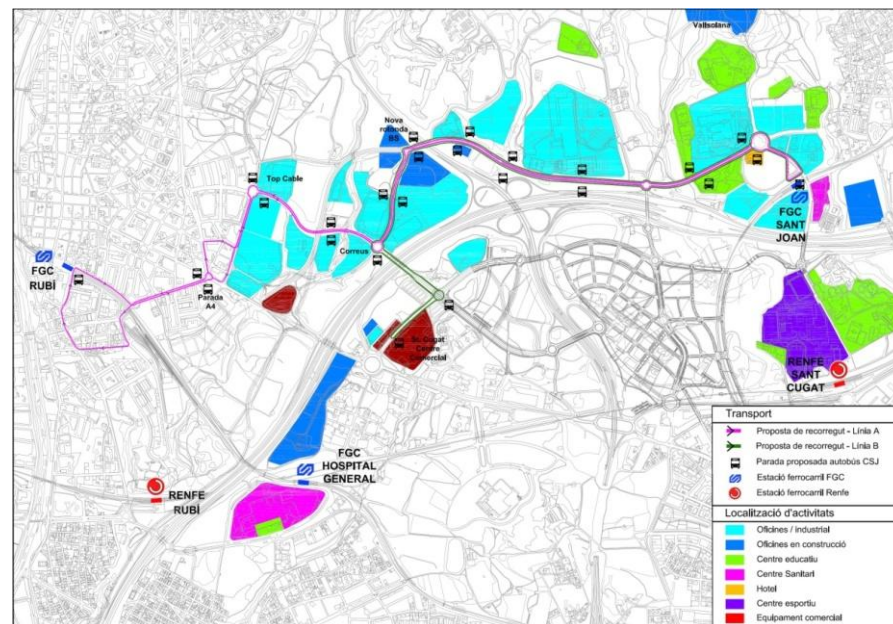 Vallsolana
Nova
rotonda
BS
Top Cable
FGC
SANT
JOAN
Correus
FGC
RUBÍ
Parada
A4
St. Cugat
Centre
Comercial
RENFE
SANT
CUGAT
FGC
HOSPITAL
GENERAL
RENFE
RUBÍ
Transport
Proposta de recorregut - Línia A
Proposta de recorregut - Línia B
Parada proposada autobús CSJ
Estació ferrocarril FGC
Estació ferrocarril Renfe
Localització d'activitats
Oficines / industrial
Oficines en construcció
Centre educatiu
Centre Sanitari
Hotel
Centre esportiu
Equipament comercial